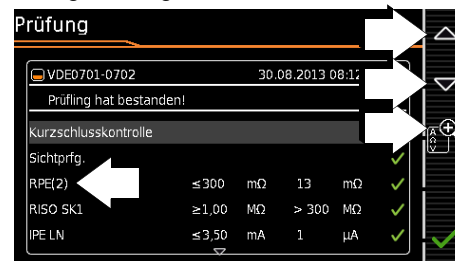 Prüfung
VDE0701-0702 30.08.2013 08:12
Prüfling hat bestanden!
Kurzschlusskontrolle
Sichtprfg.
RPE(2) ≤300 mΩ 13 mΩ
RISO SK1 ≥1,00 MΩ > 300 MΩ
IPE LN ≤3,50 mA 1 µA
A
Ω
V